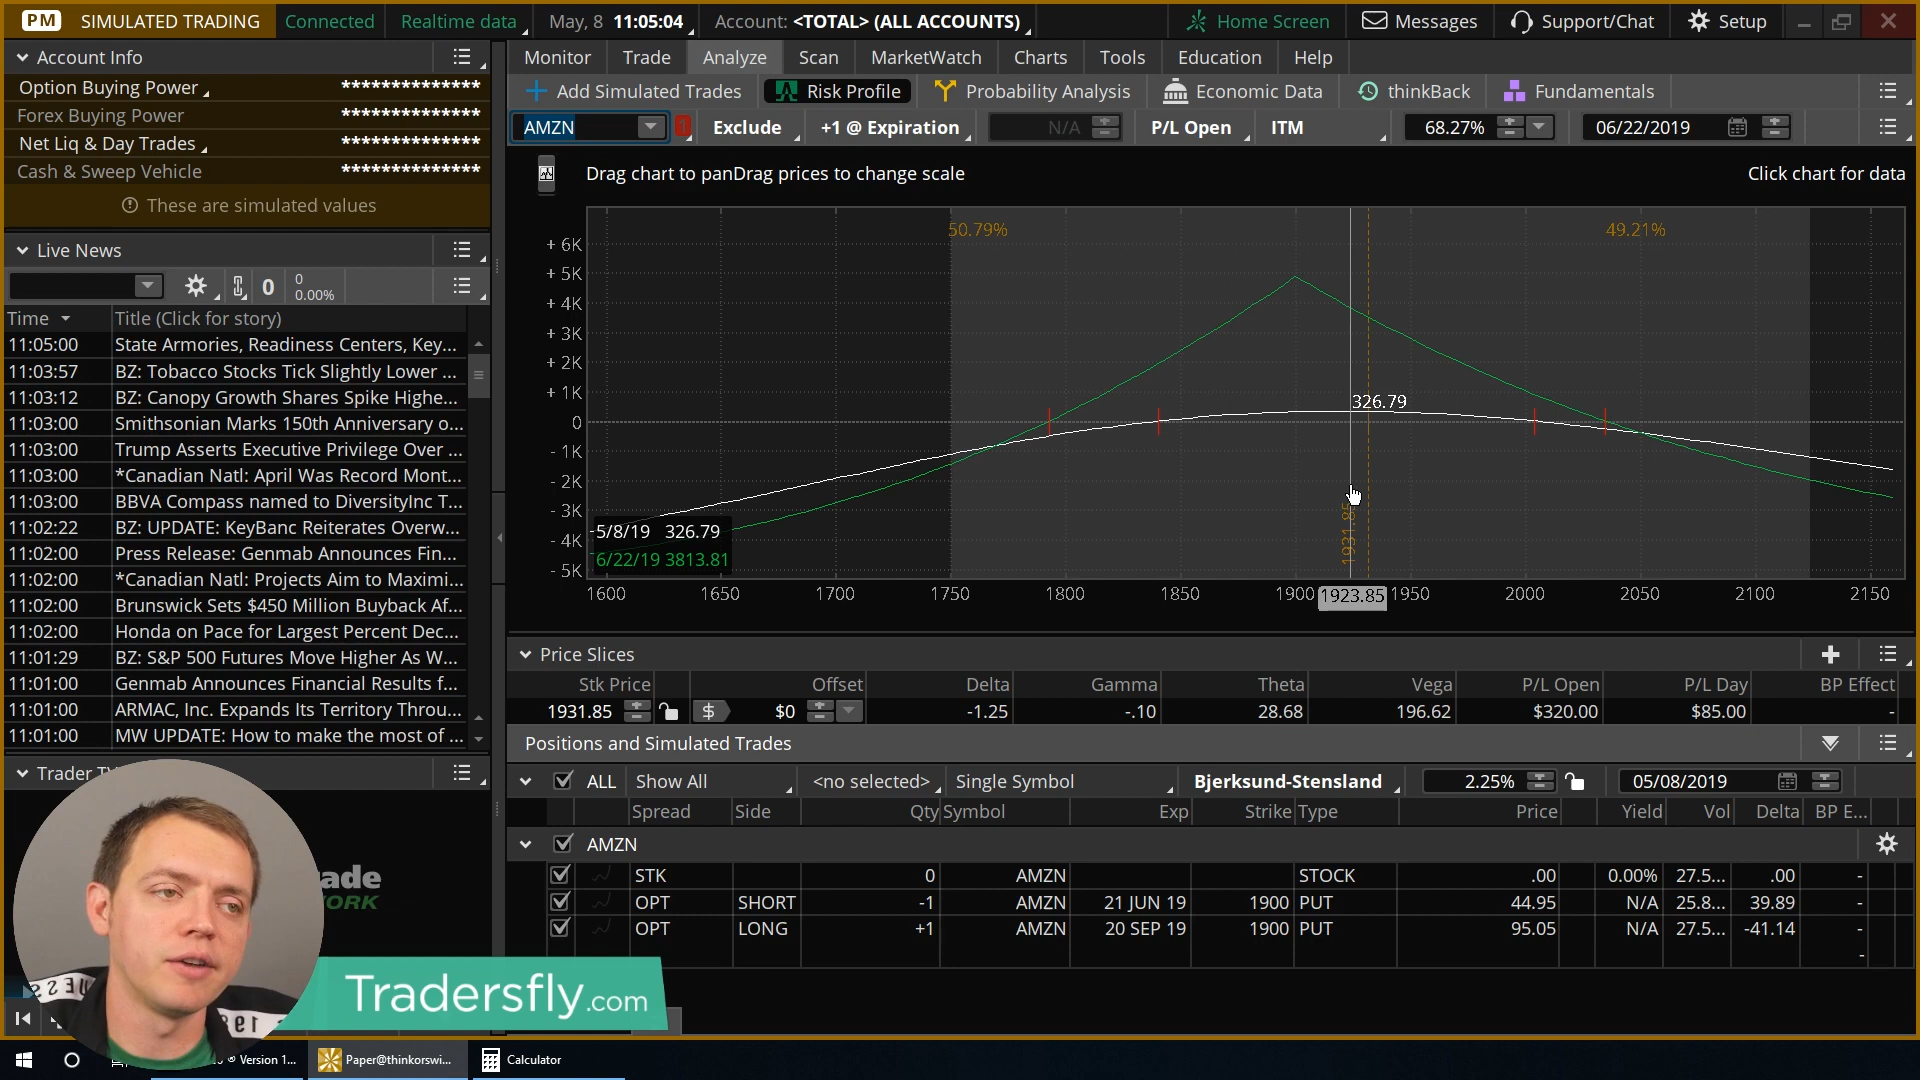 PM SIMULATED TRADING Connected Realtime data May, 8 11:05:04 Account: <TOTAL> (ALL ACCOUNTS) Home Screen Messages Support/Chat Setup
Account Info
Option Buying Power **************
Forex Buying Power **************
Net Liq & Day Trades **************
Cash & Sweep Vehicle **************
These are simulated values
Live News
0 0 0.00%
Time Title (Click for story)
11:05:00 State Armories, Readiness Centers, Key...
11:03:57 BZ: Tobacco Stocks Tick Slightly Lower ...
11:03:12 BZ: Canopy Growth Shares Spike Highe...
11:03:00 Smithsonian Marks 150th Anniversary o...
11:03:00 Trump Asserts Executive Privilege Over ...
11:03:00 *Canadian Natl: April Was Record Mont...
11:03:00 BBVA Compass named to DiversityInc T...
11:02:22 BZ: UPDATE: KeyBanc Reiterates Overw...
11:02:00 Press Release: Genmab Announces Fin...
11:02:00 *Canadian Natl: Projects Aim to Maximi...
11:02:00 Brunswick Sets $450 Million Buyback Af...
11:02:00 Honda on Pace for Largest Percent Dec...
11:01:29 BZ: S&P 500 Futures Move Higher As W...
11:01:00 Genmab Announces Financial Results f...
11:01:00 ARMAC, Inc. Expands Its Territory Throu...
11:01:00 MW UPDATE: How to make the most of ...
Trader
Monitor Trade Analyze Scan MarketWatch Charts Tools Education Help
Add Simulated Trades Risk Profile Probability Analysis Economic Data thinkBack Fundamentals
AMZN 1 Exclude +1 @ Expiration N/A P/L Open ITM 68.27% 06/22/2019
Drag chart to panDrag prices to change scale Click chart for data
50.79% 49.21%
+ 6K
+ 5K
+ 4K
+ 3K
+ 2K
+ 1K
0
- 1K
- 2K
- 3K
- 4K
- 5K
326.79
1931.85
5/8/19 326.79
6/22/19 3813.81
1600 1650 1700 1750 1800 1850 1900 1923.85 1950 2000 2050 2100 2150
Price Slices
Stk Price Offset Delta Gamma Theta Vega P/L Open P/L Day BP Effect
1931.85 $ $0 -1.25 -.10 28.68 196.62 $320.00 $85.00 -
Positions and Simulated Trades
ALL Show All <no selected> Single Symbol Bjerksund-Stensland 2.25% 05/08/2019
Spread Side Qty Symbol Exp Strike Type Price Yield Vol Delta BP E...
AMZN
STK 0 AMZN STOCK .00 0.00% 27.5... .00 -
OPT SHORT -1 AMZN 21 JUN 19 1900 PUT 44.95 N/A 25.8... 39.89 -
OPT LONG +1 AMZN 20 SEP 19 1900 PUT 95.05 N/A 27.5... -41.14 -
-
Tradersfly.com
Version 1... Paper@thinkorswi... Calculator